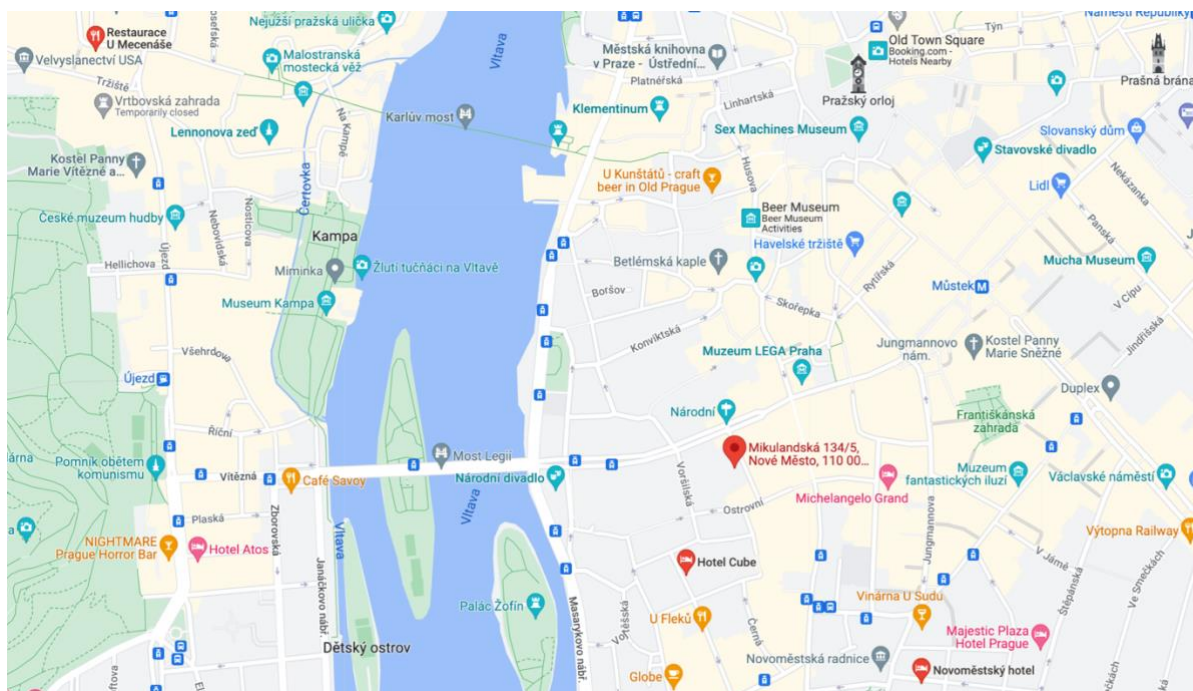 Restaurace
U Mecenáše
Nejužší pražská ulička
Velvyslanectví USA
Josefská
Malostranská
mostecká věž
Tržiště
Vrtbovská zahrada
Temporarily closed
Na Kampě
Lennonova zeď
Kostel Panny
Marie Vítězné a...
Čertovka
České muzeum hudby
Nebovidská
Nosticova
Kampa
Újezd
Hellichova
Miminka
Žlutí tučňáci na Vltavě
Museum Kampa
Všehrdova
Újezd
Říční
Pomník obětem
komunismu
Vítězná
Café Savoy
Plaská
Zborovská
NIGHTMARE
Prague Horror Bar
Hotel Atos
Janáčkovo nábř.
Vltava
Dětský ostrov
Vltava
Karlův most
Most Legií
Vltava
Národní divadlo
Palác Žofín
Masarykovo nábř.
Městská knihovna
v Praze - Ústřední...
Platnéřská
Klementinum
Linhartská
Old Town Square
Booking.com -
Hotels Nearby
Týn
Náměstí Republiky
Pražský orloj
Prašná brána
Sex Machines Museum
Slovanský dům
Stavovské divadlo
Nekázanka
U Kunštátů - craft
beer in Old Prague
Husova
Lidl
Beer Museum
Beer Museum
Activities
Panská
Havelské tržiště
Betlémská kaple
Rytířská
Mucha Museum
Boršov
Skořepka
Můstek
V Cípu
Konviktská
Jindřišská
Muzeum LEGA Praha
Jungmannovo
nám.
Kostel Panny
Marie Sněžné
Duplex
Národní
Františkánská
zahrada
Mikulandská 134/5,
Nové Město, 110 00...
Voršilská
Michelangelo Grand
Muzeum
fantastických iluzí
Václavské náměstí
Ostrovní
Jungmannova
Výtopna Railway
V Jámě
Hotel Cube
Štěpánská
Ve Smečkách
Vinárna U Sudu
U Fleků
Černá
Majestic Plaza
Hotel Prague
Novoměstská radnice
Globe
Novoměstský hotel